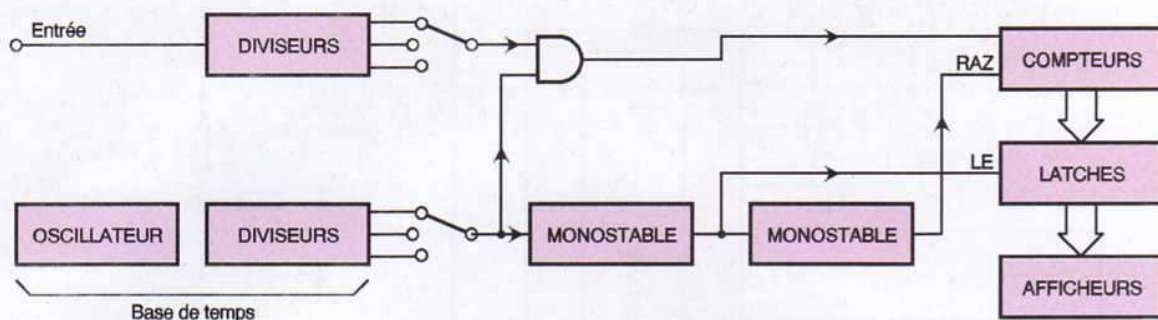 Entrée
DIVISEURS
COMPTEURS
RAZ
LE
LATCHES
OSCILLATEUR
DIVISEURS
MONOSTABLE
MONOSTABLE
AFFICHEURS
Base de temps